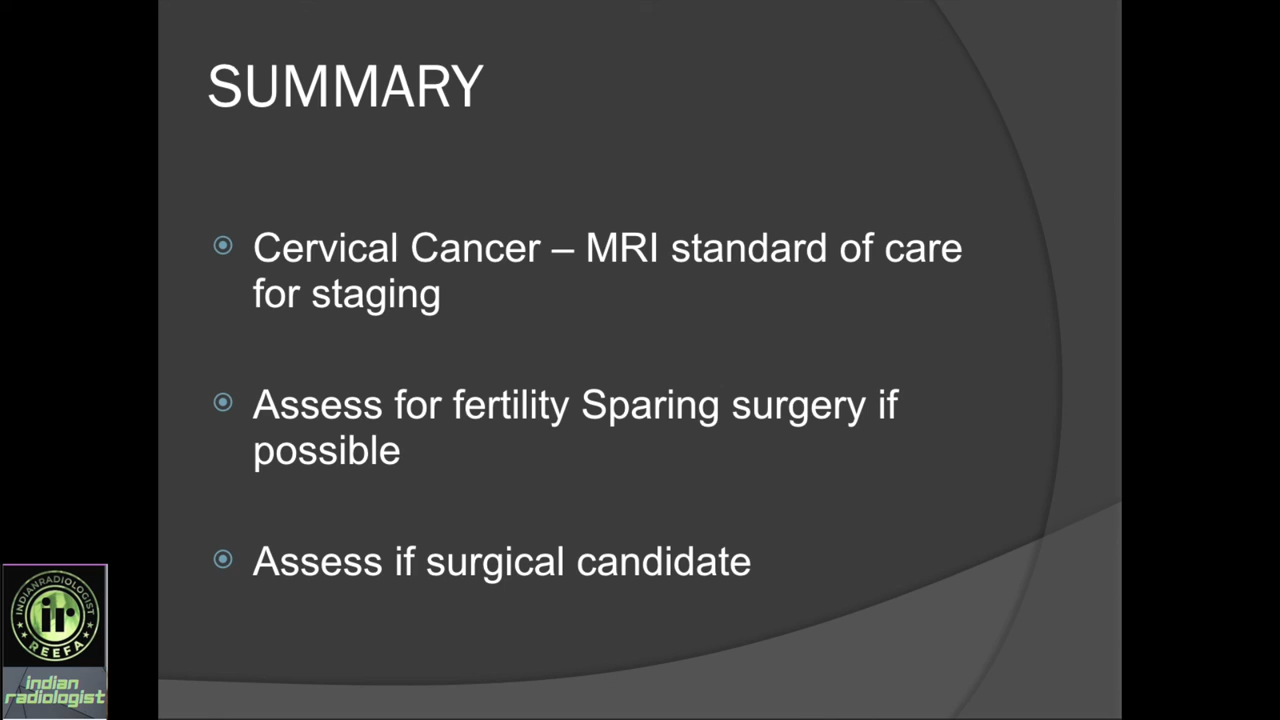 SUMMARY
Cervical Cancer – MRI standard of care
for staging
Assess for fertility Sparing surgery if
possible
Assess if surgical candidate
INDIANRADIOLOGIST
ir
REEFA
indian
radiologist